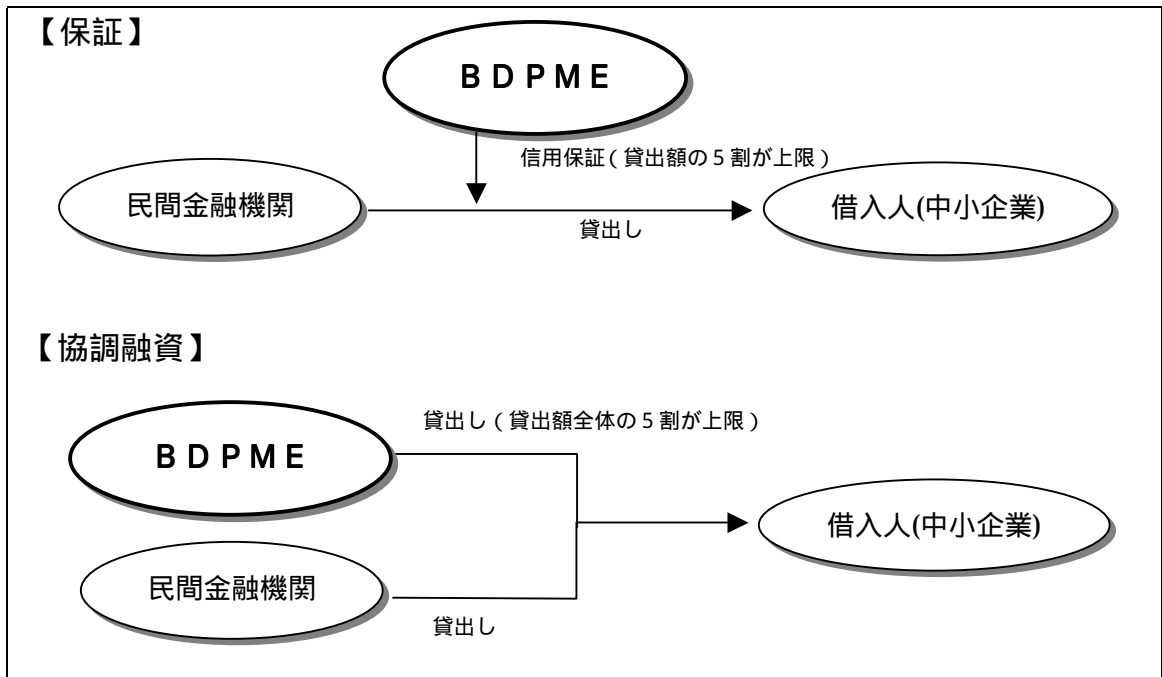 【保証】
ＢＤＰＭＥ
信用保証（貸出額の５割が上限）
民間金融機関
貸出し
借入人(中小企業)
【協調融資】
ＢＤＰＭＥ
貸出し（貸出額全体の５割が上限）
借入人(中小企業)
民間金融機関
貸出し